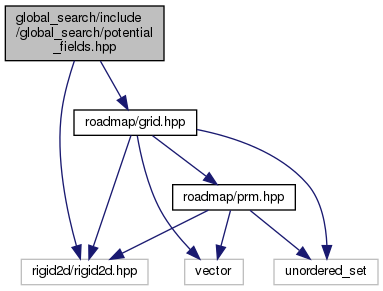 global_search/include
/global_search/potential
_fields.hpp
roadmap/grid.hpp
roadmap/prm.hpp
rigid2d/rigid2d.hpp
vector
unordered_set